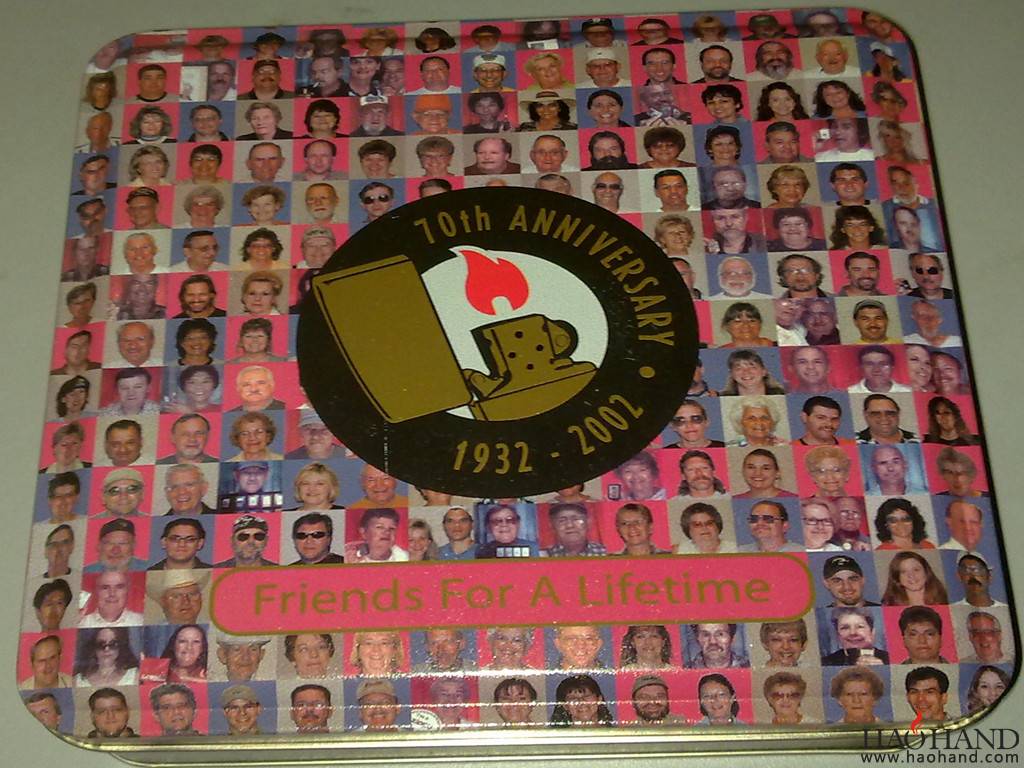 70th ANNIVERSARY
1932 - 2002
Friends For A Lifetime
HAOHAND
www.haohand.com